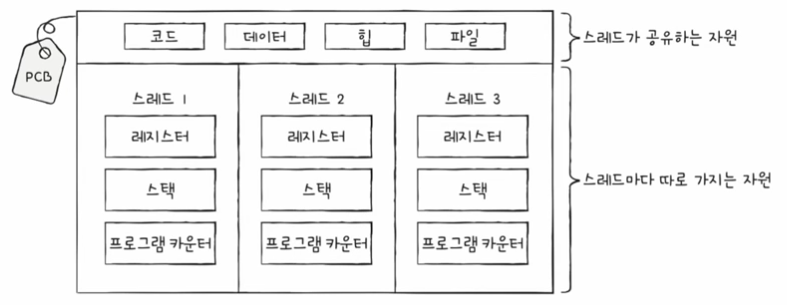 PCB
코드 데이터 힙 파일
스레드가 공유하는 자원
스레드 1 스레드 2 스레드 3
레지스터 레지스터 레지스터
스택 스택 스택
프로그램 카운터 프로그램 카운터 프로그램 카운터
스레드마다 따로 가지는 자원